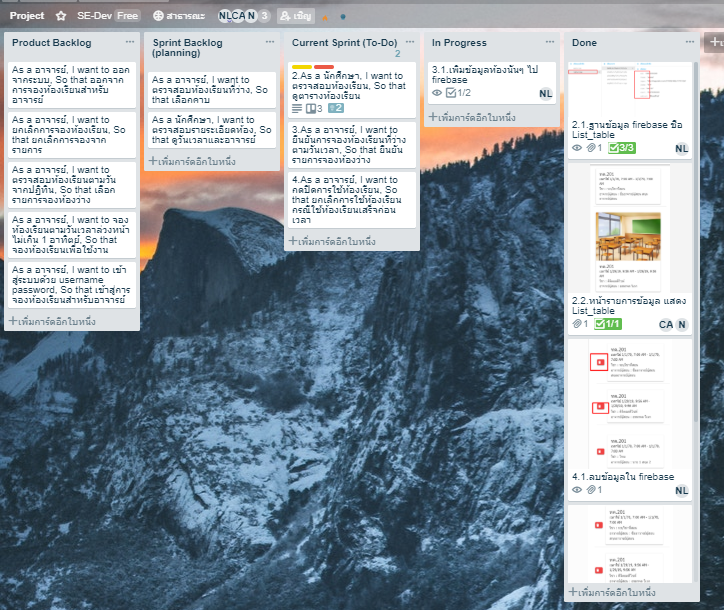 Project ☆ SE-Dev Free สาธารณะ NL CA N 3 เชิญ
Product Backlog
As a อาจารย์, I want to ออก
จากระบบ, So that ออกจาก
การจองห้องเรียนสำหรับ
อาจารย์
As a อาจารย์, I want to
ยกเลิกการจองห้องเรียน, So
that ยกเลิกการจองจาก
รายการ
As a อาจารย์, I want to
ตรวจสอบห้องเรียนตามวัน
จากปฏิทิน, So that เลือก
รายการจองห้องว่าง
As a อาจารย์, I want to จอง
ห้องเรียนตามวันเวลาล่วงหน้า
ไม่เกิน 1 อาทิตย์, So that
จองห้องเรียนเพื่อใช้งาน
As a อาจารย์, I want to เข้า
สู่ระบบด้วย username
password, So that เข้าสู่การ
จองห้องเรียนสำหรับอาจารย์
+เพิ่มการ์ดอีกใบหนึ่ง
Sprint Backlog
(planning)
As a อาจารย์, I want to
ตรวจสอบห้องเรียนที่ว่าง, So
that เลือกคาบ
As a นักศึกษา, I want to
ตรวจสอบรายระเอียดห้อง, So
that ดูวันเวลาและอาจารย์
+เพิ่มการ์ดอีกใบหนึ่ง
Current Sprint (To-Do)
2
2.As a นักศึกษา, I want to
ตรวจสอบห้องเรียน, So that
ดูตารางห้องเรียน
3 2
3.As a อาจารย์, I want to
ยืนยันการจองห้องเรียนที่ว่าง
ตามวันเวลา, So that ยืนยัน
รายการจองห้องว่าง
4.As a อาจารย์, I want to
กดปิดการใช้ห้องเรียน, So
that ยกเลิกการใช้ห้องเรียน
กรณีใช้ห้องเรียนเสร็จก่อน
เวลา
+เพิ่มการ์ดอีกใบหนึ่ง
In Progress
3.1.เพิ่มข้อมูลห้องนั้นๆ ไป
firebase
1/2 NL
+เพิ่มการ์ดอีกใบหนึ่ง
Done
2.1.ฐานข้อมูล firebase ชื่อ
List_table
1 3/3 NL
ทค.201
ทค.201
2.2.หน้ารายการข้อมูล แสดง
List_table
1 1/1 CA N
ทค.201
ทค.201
ทค.201
4.1.ลบข้อมูลใน firebase
1 NL
ทค.201
ทค.201
+เพิ่มการ์ดอีกใบหนึ่ง